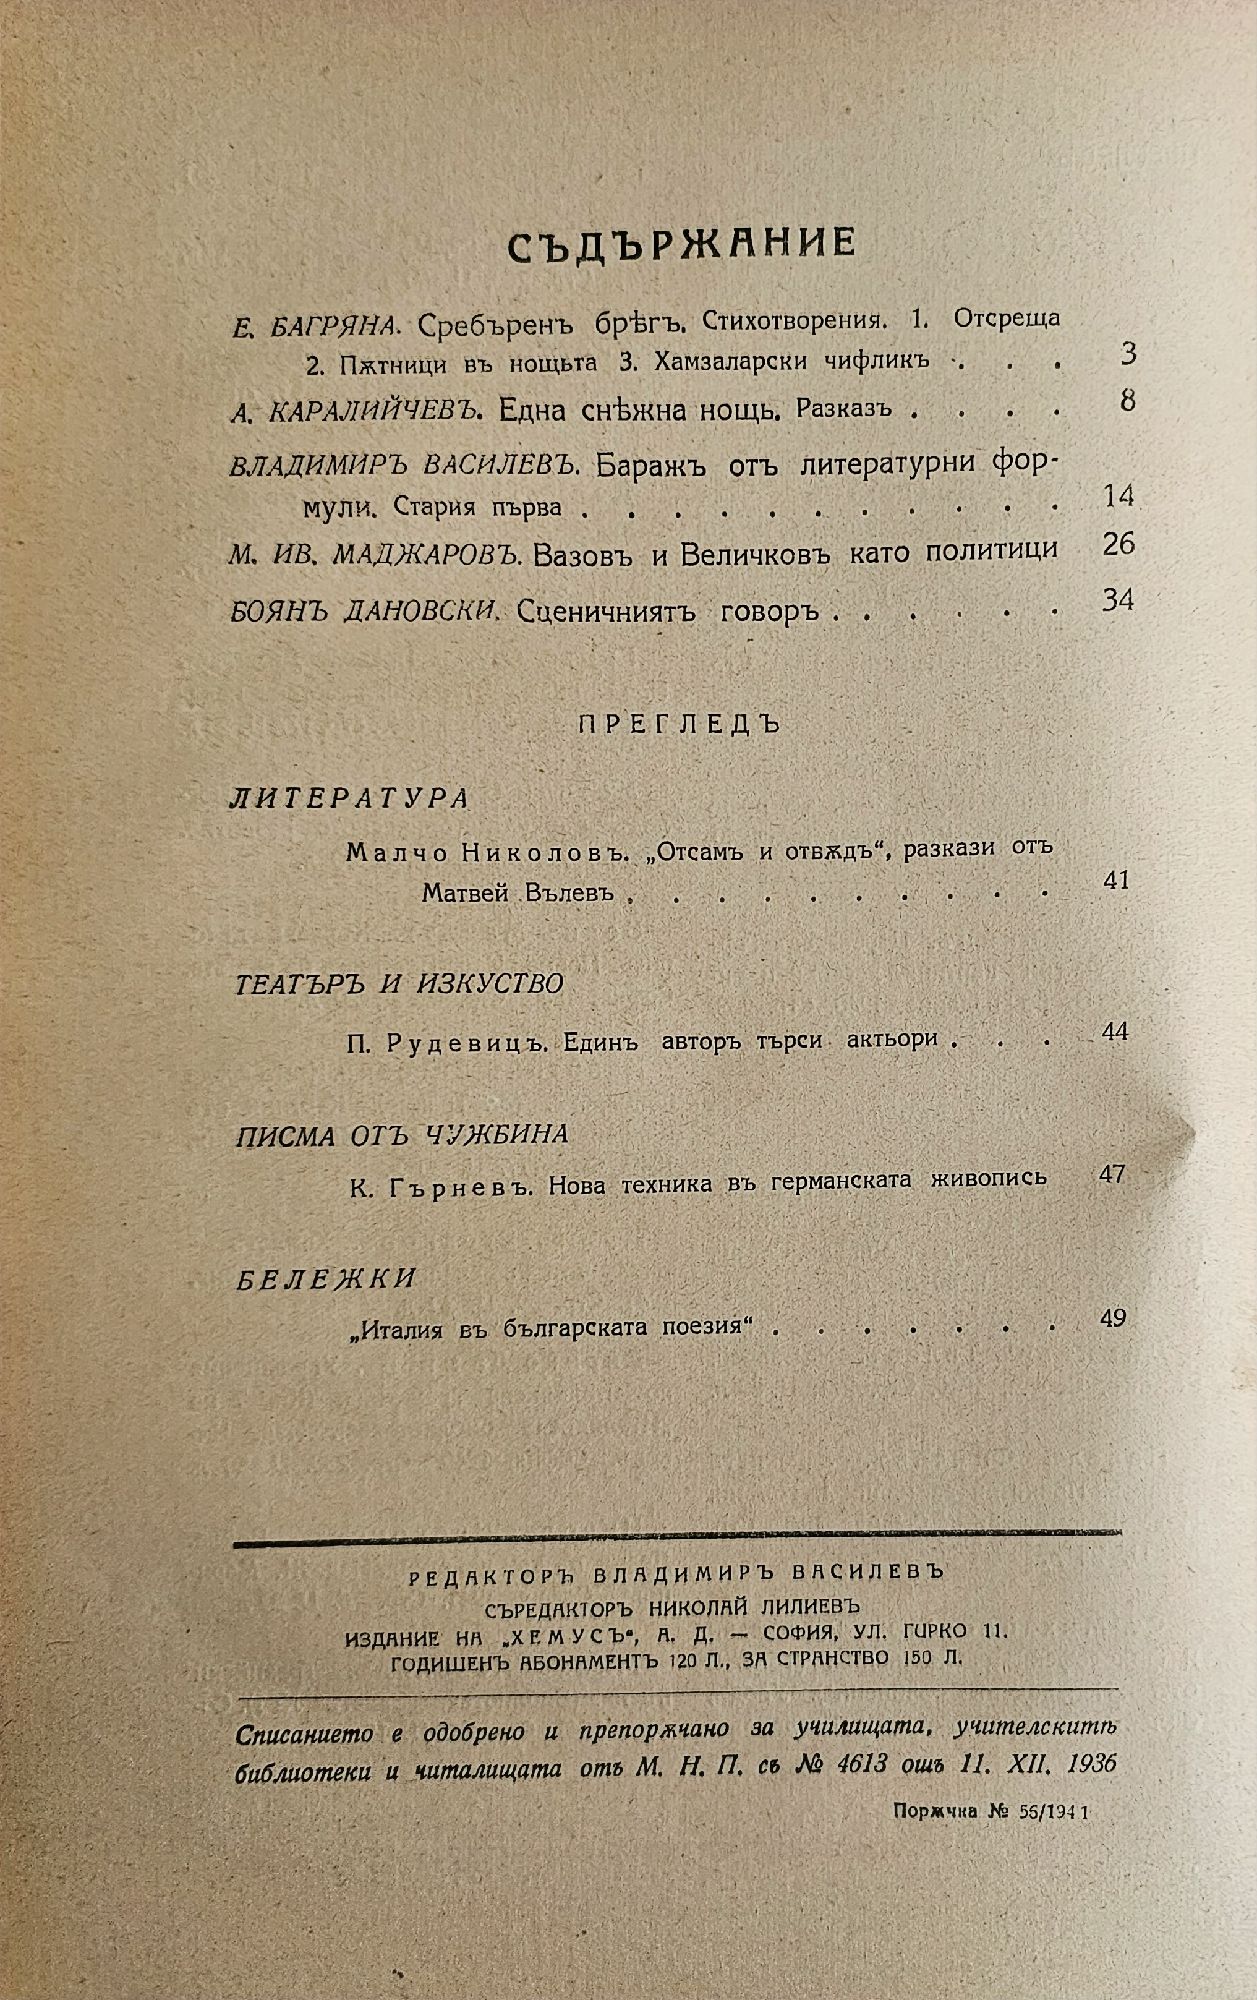 СЪДЪРЖАНИЕ
Е. БАГРЯНА. Сребъренъ брѣгъ. Стихотворения. 1. Отсреща
2. Пѫтници въ нощьта 3. Хамзаларски чифликъ . . . 3
А. КАРАЛИЙЧЕВЪ. Една снѣжна нощь. Разказъ . . . . 8
ВЛАДИМИРЪ ВАСИЛЕВЪ. Баражъ отъ литературни фор-
мули. Стария първа . . . . . . . . . . . 14
М. ИВ. МАДЖАРОВЪ. Вазовъ и Величковъ като политици 26
БОЯНЪ ДАНОВСКИ. Сценичниятъ говоръ . . . . . . 34
ПРЕГЛЕДЪ
ЛИТЕРАТУРА
Малчо Николовъ. „Отсамъ и отвѫдъ“, разкази отъ
Матвей Вълевъ . . . . . . . . . . 41
ТЕАТЪРЪ И ИЗКУСТВО
П. Рудевицъ. Единъ авторъ търси актьори . . . 44
ПИСМА ОТЪ ЧУЖБИНА
К. Гърневъ. Нова техника въ германската живопись 47
БЕЛЕЖКИ
„Италия въ българската поезия“ . . . . . . . 49
РЕДАКТОРЪ ВЛАДИМИРЪ ВАСИЛЕВЪ
СЪРЕДАКТОРЪ НИКОЛАЙ ЛИЛИЕВЪ
ИЗДАНИЕ НА „ХЕМУСЪ“, А. Д. — СОФИЯ, УЛ. ГУРКО 11.
ГОДИШЕНЪ АБОНАМЕНТЪ 120 Л., ЗА СТРАНСТВО 150 Л.
Списанието е одобрено и препорѫчано за училищата, учителскитѣ
библиотеки и читалищата отъ М. Н. П. съ № 4613 отъ 11. XII. 1936
Порѫчка № 56/1941